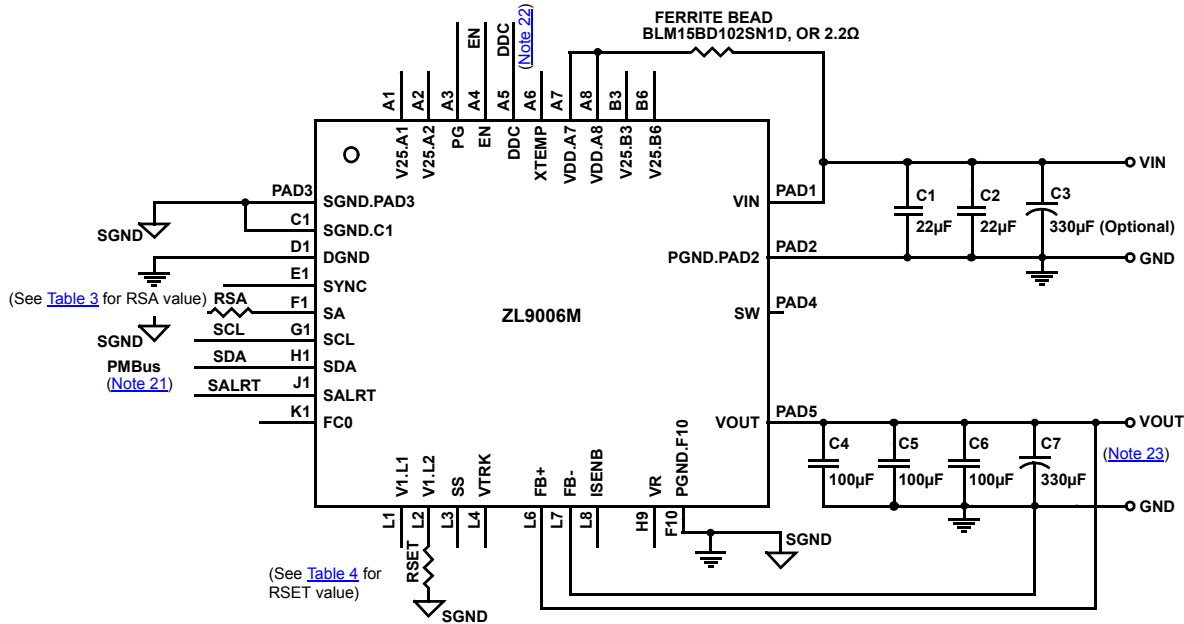 FERRITE BEAD
BLM15BD102SN1D, OR 2.2Ω
EN
DDC
(Note 22)
A1
A2
A3
A4
A5
A6
A7
A8
B3
B6
V25.A1
V25.A2
PG
EN
DDC
XTEMP
VDD.A7
VDD.A8
V25.B3
V25.B6
PAD3
SGND.PAD3
C1
SGND.C1
SGND
D1
DGND
E1
SYNC
(See Table 3 for RSA value)
RSA
F1
SA
SGND
SCL
G1
SCL
PMBus
(Note 21)
SDA
H1
SDA
SALRT
J1
SALRT
K1
FC0
ZL9006M
VIN
PAD1
PGND.PAD2
PAD2
SW
PAD4
VOUT
PAD5
VIN
C1
22µF
C2
22µF
C3
330µF (Optional)
GND
VOUT
(Note 23)
C4
100µF
C5
100µF
C6
100µF
C7
330µF
GND
V1.L1
V1.L2
SS
VTRK
FB+
FB-
ISENB
VR
PGND.F10
L1
L2
L3
L4
L6
L7
L8
H9
F10
SGND
RSET
(See Table 4 for
RSET value)
SGND